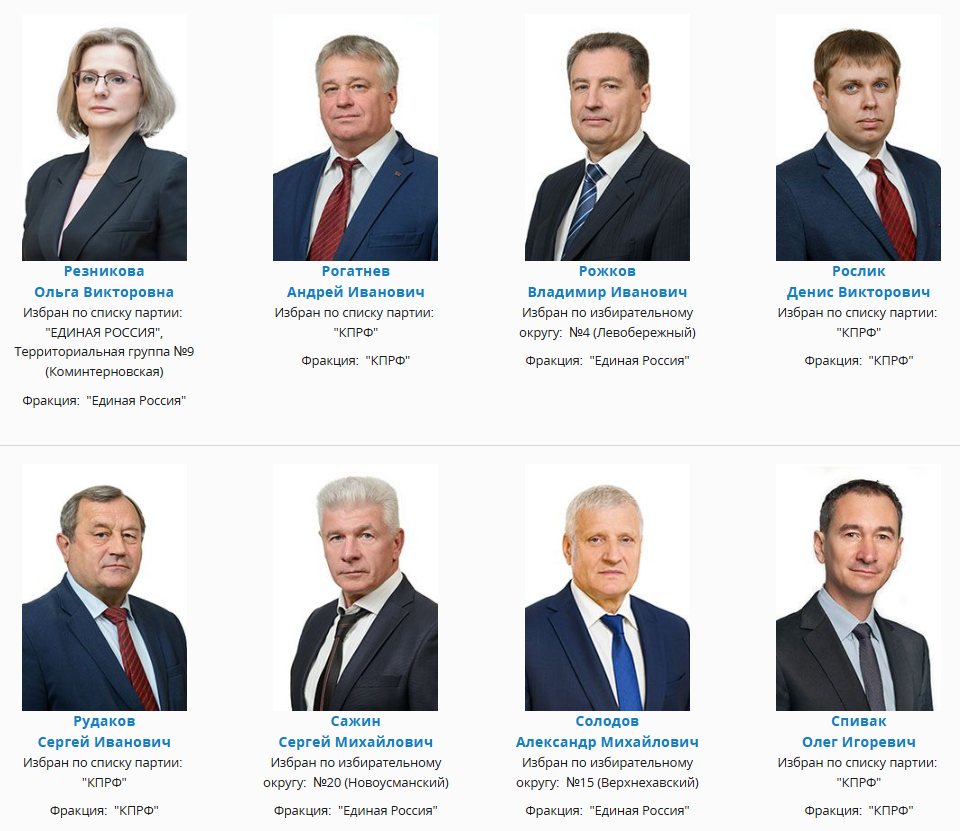 Резникова
Ольга Викторовна
Избран по списку партии:
"ЕДИНАЯ РОССИЯ",
Территориальная группа №9
(Коминтерновская)
Фракция: "Единая Россия"
Рогатнев
Андрей Иванович
Избран по списку партии:
"КПРФ"
Фракция: "КПРФ"
Рожков
Владимир Иванович
Избран по избирательному
округу: №4 (Левобережный)
Фракция: "Единая Россия"
Рослик
Денис Викторович
Избран по списку партии:
"КПРФ"
Фракция: "КПРФ"
Рудаков
Сергей Иванович
Избран по списку партии:
"КПРФ"
Фракция: "КПРФ"
Сажин
Сергей Михайлович
Избран по избирательному
округу: №20 (Новоусманский)
Фракция: "Единая Россия"
Солодов
Александр Михайлович
Избран по избирательному
округу: №15 (Верхнехавский)
Фракция: "Единая Россия"
Спивак
Олег Игоревич
Избран по списку партии:
"КПРФ"
Фракция: "КПРФ"